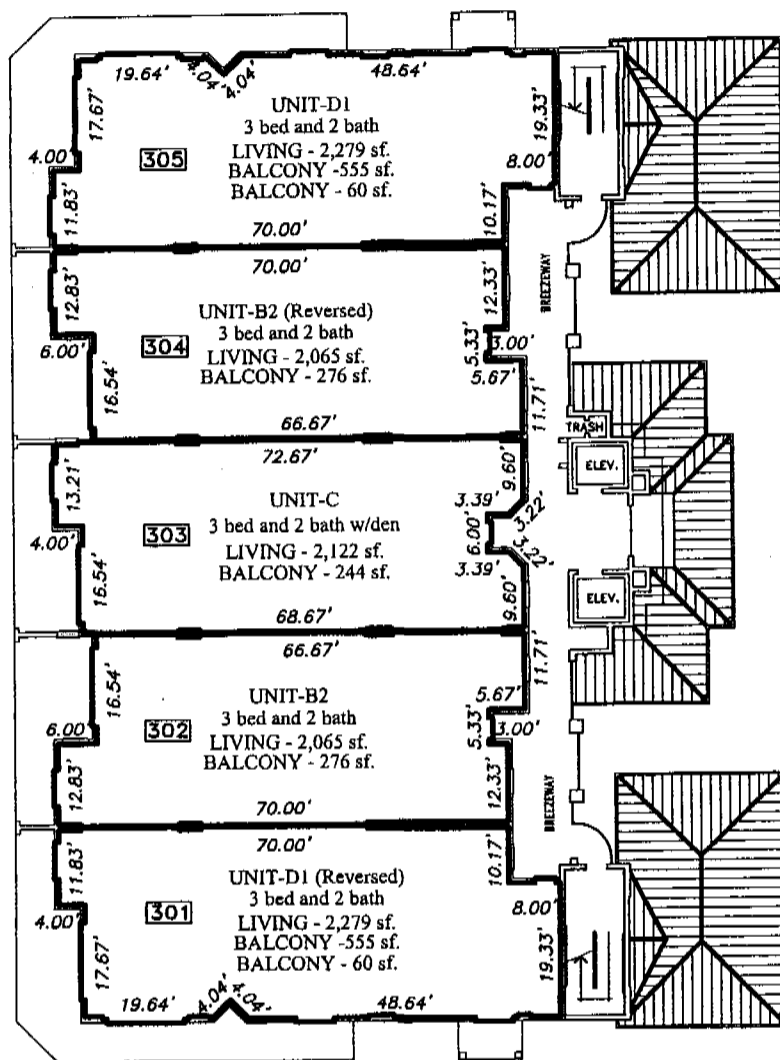 19.64'
4.04'
4.04'
48.64'
17.67'
UNIT-D1
3 bed and 2 bath
LIVING - 2,279 sf.
BALCONY -555 sf.
BALCONY - 60 sf.
305
19.33'
8.00'
4.00'
11.83'
10.17'
70.00'
70.00'
12.83'
UNIT-B2 (Reversed)
3 bed and 2 bath
LIVING - 2,065 sf.
BALCONY - 276 sf.
304
12.33'
BREEZEWAY
6.00'
5.33'
3.00'
5.67'
16.54'
11.71'
66.67'
TRASH
72.67'
13.21'
9.60'
ELEV.
UNIT-C
3 bed and 2 bath w/den
LIVING - 2,122 sf.
BALCONY - 244 sf.
303
3.39'
3.22'
6.00'
3.22'
3.39'
4.00'
16.54'
9.60'
ELEV.
68.67'
66.67'
16.54'
11.71'
UNIT-B2
3 bed and 2 bath
LIVING - 2,065 sf.
BALCONY - 276 sf.
302
5.67'
5.33'
3.00'
6.00'
12.83'
12.33'
BREEZEWAY
70.00'
70.00'
11.83'
10.17'
UNIT-D1 (Reversed)
3 bed and 2 bath
LIVING - 2,279 sf.
BALCONY -555 sf.
BALCONY - 60 sf.
301
4.00'
8.00'
17.67'
19.33'
19.64'
4.04'
4.04'
48.64'